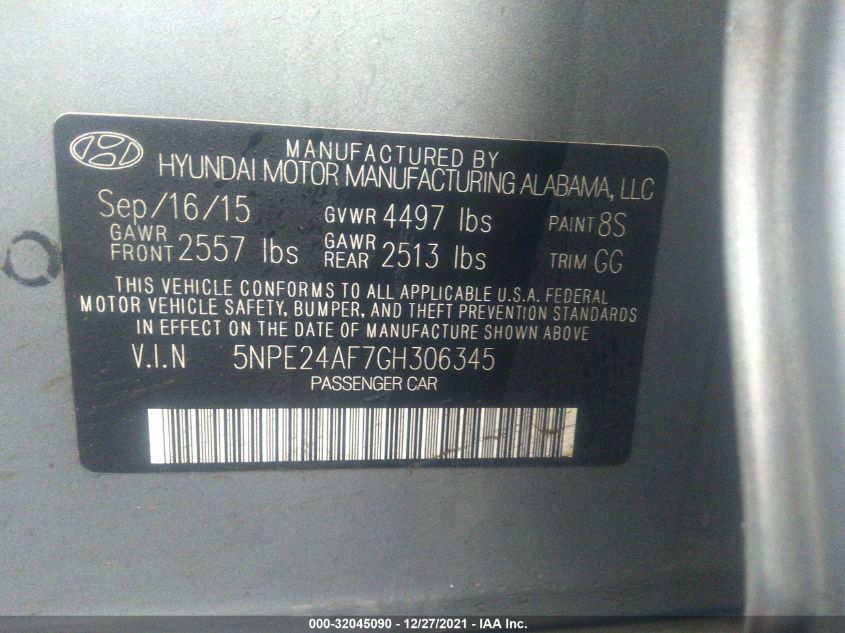 MANUFACTURED BY
HYUNDAI MOTOR MANUFACTURING ALABAMA, LLC
Sep/16/15 GVWR 4497 lbs PAINT 8S
GAWR FRONT 2557 lbs GAWR REAR 2513 lbs TRIM GG
THIS VEHICLE CONFORMS TO ALL APPLICABLE U.S.A. FEDERAL
MOTOR VEHICLE SAFETY, BUMPER, AND THEFT PREVENTION STANDARDS
IN EFFECT ON THE DATE OF MANUFACTURE SHOWN ABOVE
V.I.N 5NPE24AF7GH306345
PASSENGER CAR
000-32045090 - 12/27/2021 - IAA Inc.